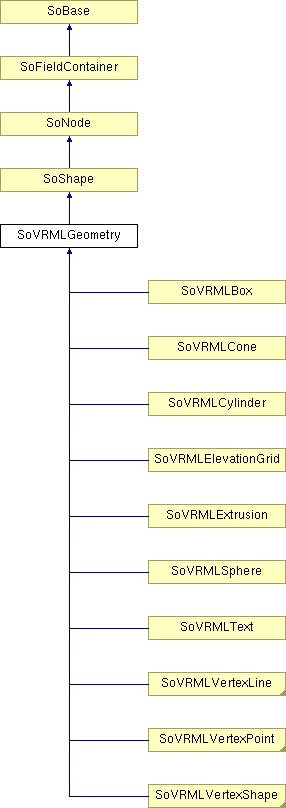 SoBase
SoFieldContainer
SoNode
SoShape
SoVRMLGeometry
SoVRMLBox
SoVRMLCone
SoVRMLCylinder
SoVRMLElevationGrid
SoVRMLExtrusion
SoVRMLSphere
SoVRMLText
SoVRMLVertexLine
SoVRMLVertexPoint
SoVRMLVertexShape